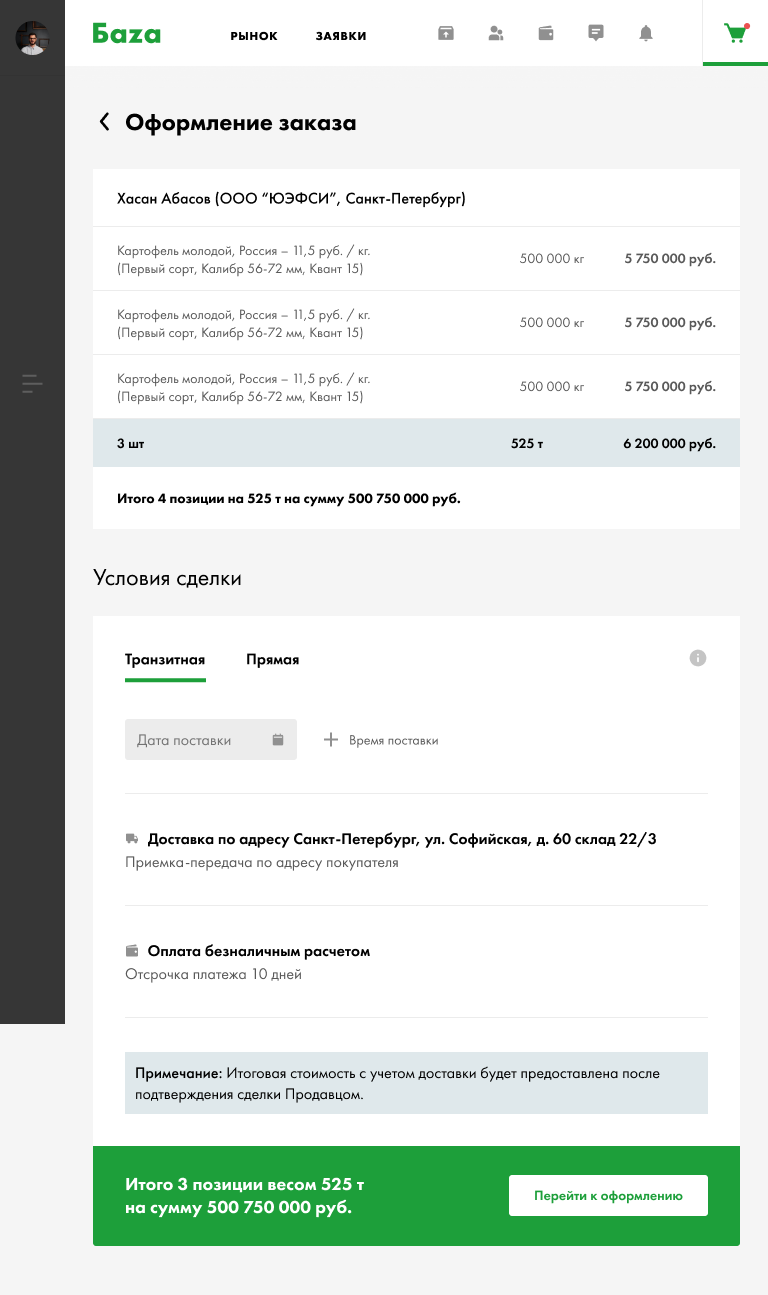 Баzа
РЫНОК
ЗАЯВКИ
Оформление заказа
Хасан Абасов (ООО “ЮЭФСИ”, Санкт-Петербург)
Картофель молодой, Россия – 11,5 руб. / кг.
(Первый сорт, Калибр 56-72 мм, Квант 15)
500 000 кг
5 750 000 руб.
Картофель молодой, Россия – 11,5 руб. / кг.
(Первый сорт, Калибр 56-72 мм, Квант 15)
500 000 кг
5 750 000 руб.
Картофель молодой, Россия – 11,5 руб. / кг.
(Первый сорт, Калибр 56-72 мм, Квант 15)
500 000 кг
5 750 000 руб.
3 шт
525 т
6 200 000 руб.
Итого 4 позиции на 525 т на сумму 500 750 000 руб.
Условия сделки
Транзитная
Прямая
Дата поставки
Время поставки
Доставка по адресу Санкт-Петербург, ул. Софийская, д. 60 склад 22/3
Приемка-передача по адресу покупателя
Оплата безналичным расчетом
Отсрочка платежа 10 дней
Примечание: Итоговая стоимость с учетом доставки будет предоставлена после
подтверждения сделки Продавцом.
Итого 3 позиции весом 525 т
на сумму 500 750 000 руб.
Перейти к оформлению